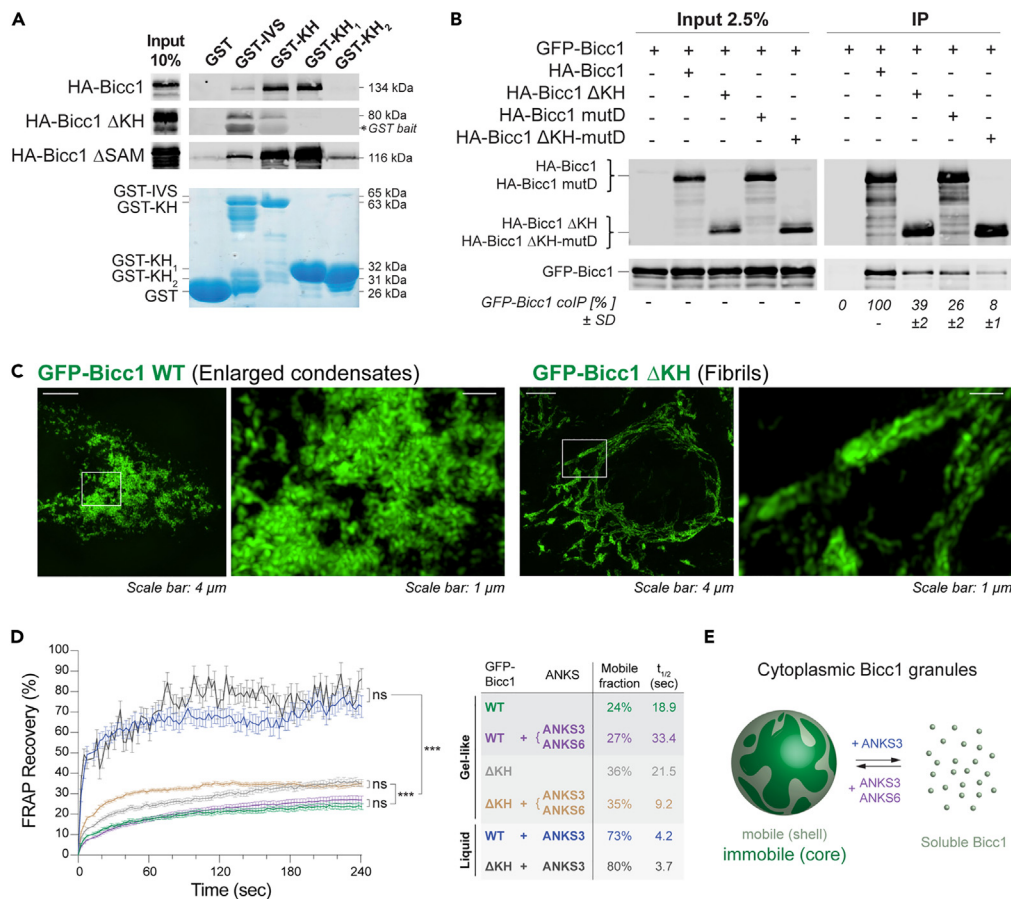 A
Input 10%
GST
GST-IVS
GST-KH
GST-KH1
GST-KH2
HA-Bicc1
134 kDa
HA-Bicc1 ΔKH
80 kDa
*GST bait
HA-Bicc1 ΔSAM
116 kDa
GST-IVS
65 kDa
GST-KH
63 kDa
GST-KH1
32 kDa
GST-KH2
31 kDa
GST
26 kDa
B
Input 2.5% IP
GFP-Bicc1 + + + + + + + + + +
HA-Bicc1 - + - - - - + - - -
HA-Bicc1 ΔKH - - + - - - - + - -
HA-Bicc1 mutD - - - + - - - - + -
HA-Bicc1 ΔKH-mutD - - - - + - - - - +
HA-Bicc1
HA-Bicc1 mutD
HA-Bicc1 ΔKH
HA-Bicc1 ΔKH-mutD
GFP-Bicc1
GFP-Bicc1 coIP [%] - - - - - 0 100 39 26 8
± SD - ±2 ±2 ±1
C
GFP-Bicc1 WT (Enlarged condensates)
GFP-Bicc1 ΔKH (Fibrils)
Scale bar: 4 µm
Scale bar: 1 µm
Scale bar: 4 µm
Scale bar: 1 µm
D
FRAP Recovery (%)
100
90
80
70
60
50
40
30
20
10
0
0 60 120 180 240
Time (sec)
ns
***
ns
***
ns
GFP-Bicc1 ANKS Mobile fraction t1/2 (sec)
Gel-like
WT 24% 18.9
WT + { ANKS3 ANKS6 27% 33.4
ΔKH 36% 21.5
ΔKH + { ANKS3 ANKS6 35% 9.2
Liquid
WT + ANKS3 73% 4.2
ΔKH + ANKS3 80% 3.7
E
Cytoplasmic Bicc1 granules
+ ANKS3
+ ANKS3
ANKS6
mobile (shell)
immobile (core)
Soluble Bicc1